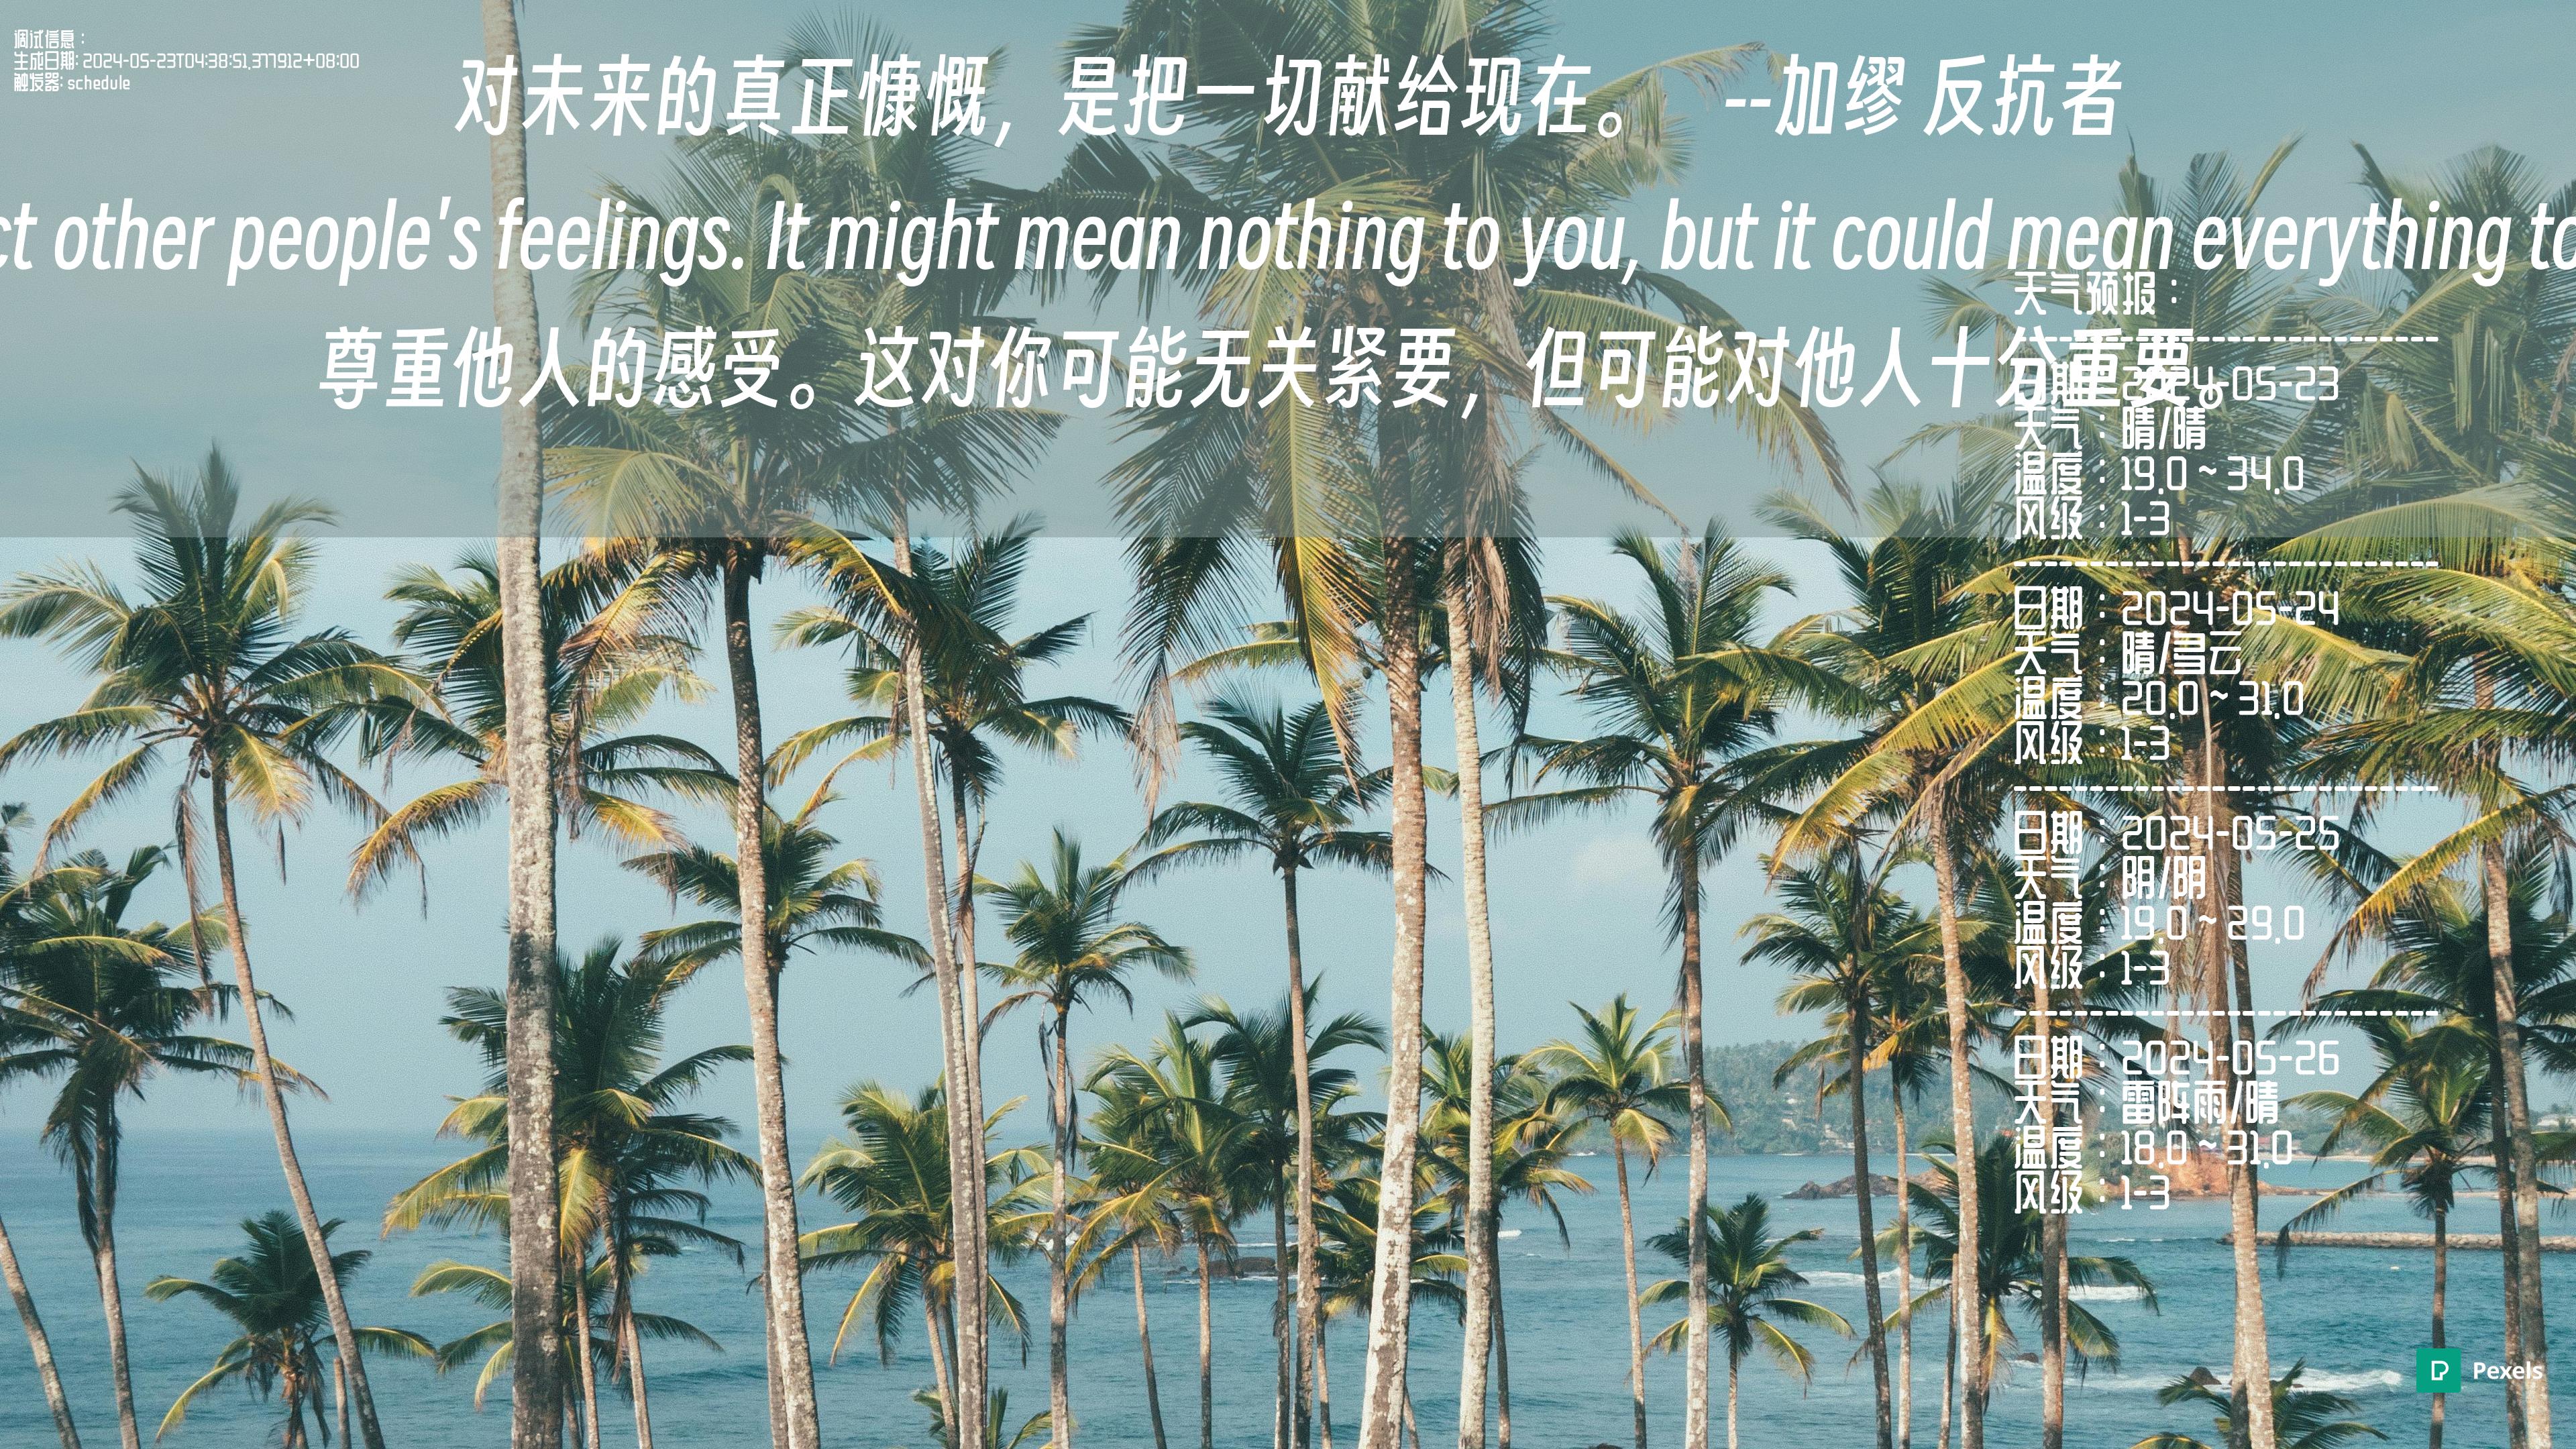 调试信息：
生成日期: 2024-05-23T04:38:51.377912+08:00
触发器: schedule
对未来的真正慷慨，是把一切献给现在。 --加缪 反抗者
other people's feelings. It might mean nothing to you, but it could mean everything
尊重他人的感受。这对你可能无关紧要，但可能对他人十分重要。
天气预报：
------------------------------
日期：2024-05-23
天气：晴/晴
温度：19.0 ~ 34.0
风级：1-3
------------------------------
日期：2024-05-24
天气：晴/多云
温度：20.0 ~ 31.0
风级：1-3
------------------------------
日期：2024-05-25
天气：阴/阴
温度：19.0 ~ 29.0
风级：1-3
------------------------------
日期：2024-05-26
天气：雷阵雨/晴
温度：18.0 ~ 31.0
风级：1-3
Pexels